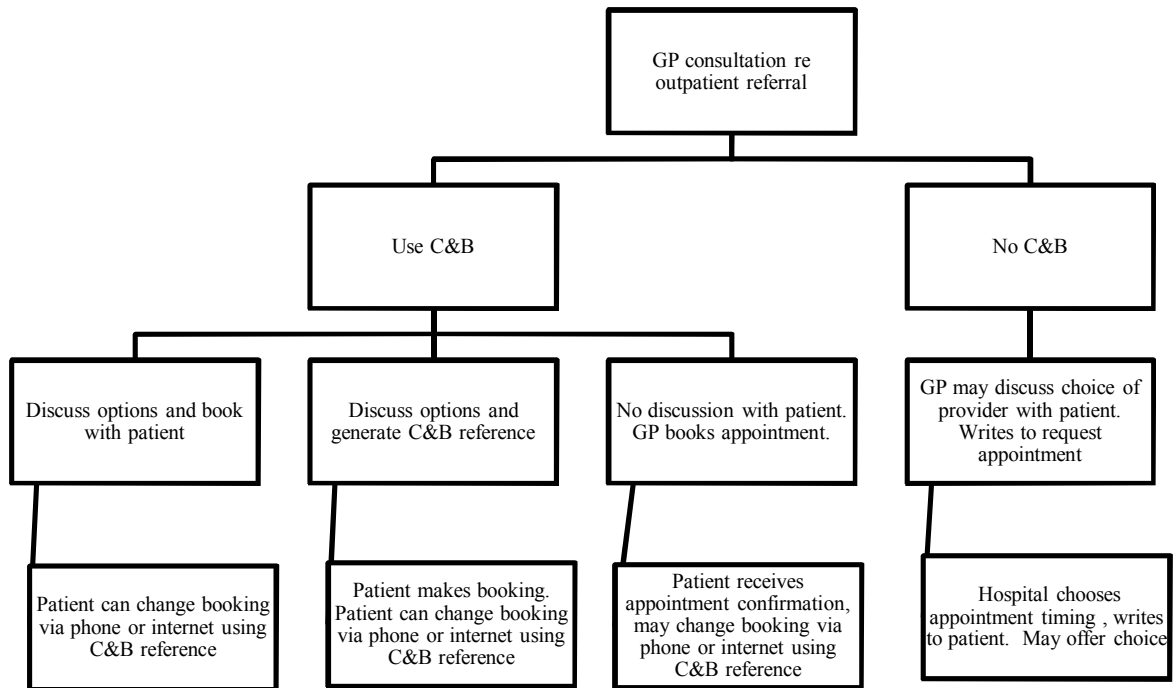 GP consultation re
outpatient referral
Use C&B
No C&B
Discuss options and book
with patient
Discuss options and
generate C&B reference
No discussion with patient.
GP books appointment.
GP may discuss choice of
provider with patient.
Writes to request
appointment
Patient can change booking
via phone or internet using
C&B reference
Patient makes booking.
Patient can change booking
via phone or internet using
C&B reference
Patient receives
appointment confirmation,
may change booking via
phone or internet using
C&B reference
Hospital chooses
appointment timing , writes
to patient. May offer choice